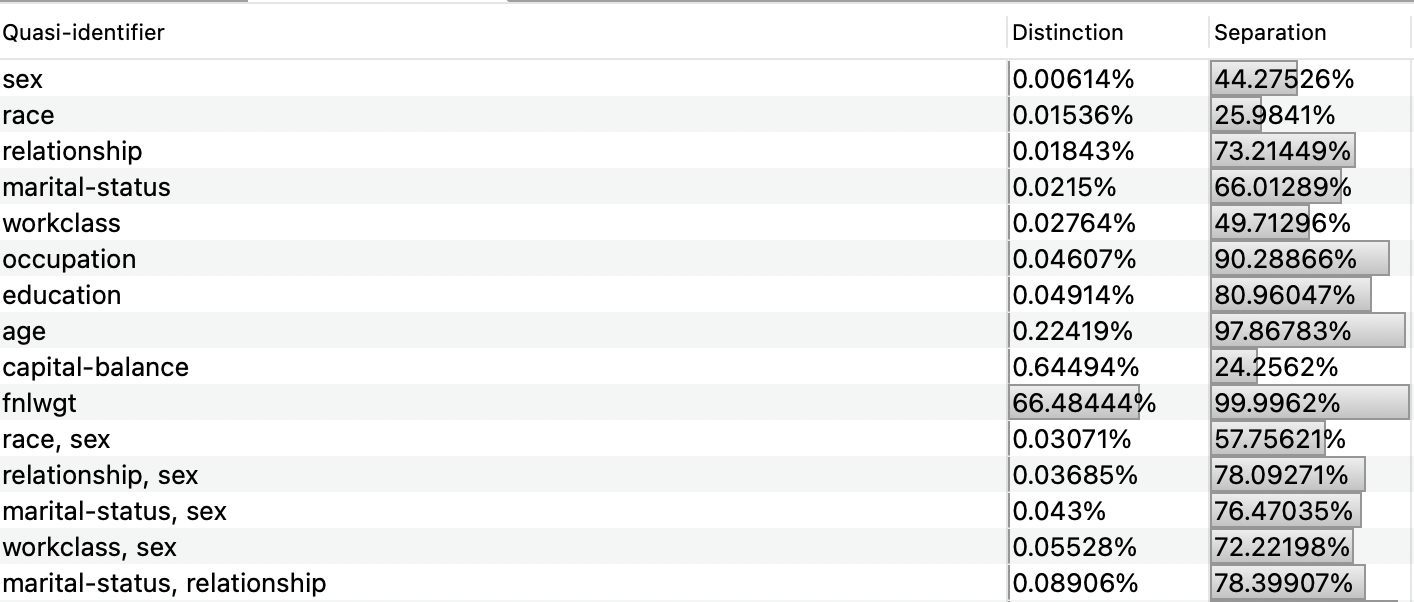 Quasi-identifier Distinction Separation
sex 0.00614% 44.27526%
race 0.01536% 25.9841%
relationship 0.01843% 73.21449%
marital-status 0.0215% 66.01289%
workclass 0.02764% 49.71296%
occupation 0.04607% 90.28866%
education 0.04914% 80.96047%
age 0.22419% 97.86783%
capital-balance 0.64494% 24.2562%
fnlwgt 66.48444% 99.9962%
race, sex 0.03071% 57.75621%
relationship, sex 0.03685% 78.09271%
marital-status, sex 0.043% 76.47035%
workclass, sex 0.05528% 72.22198%
marital-status, relationship 0.08906% 78.39907%